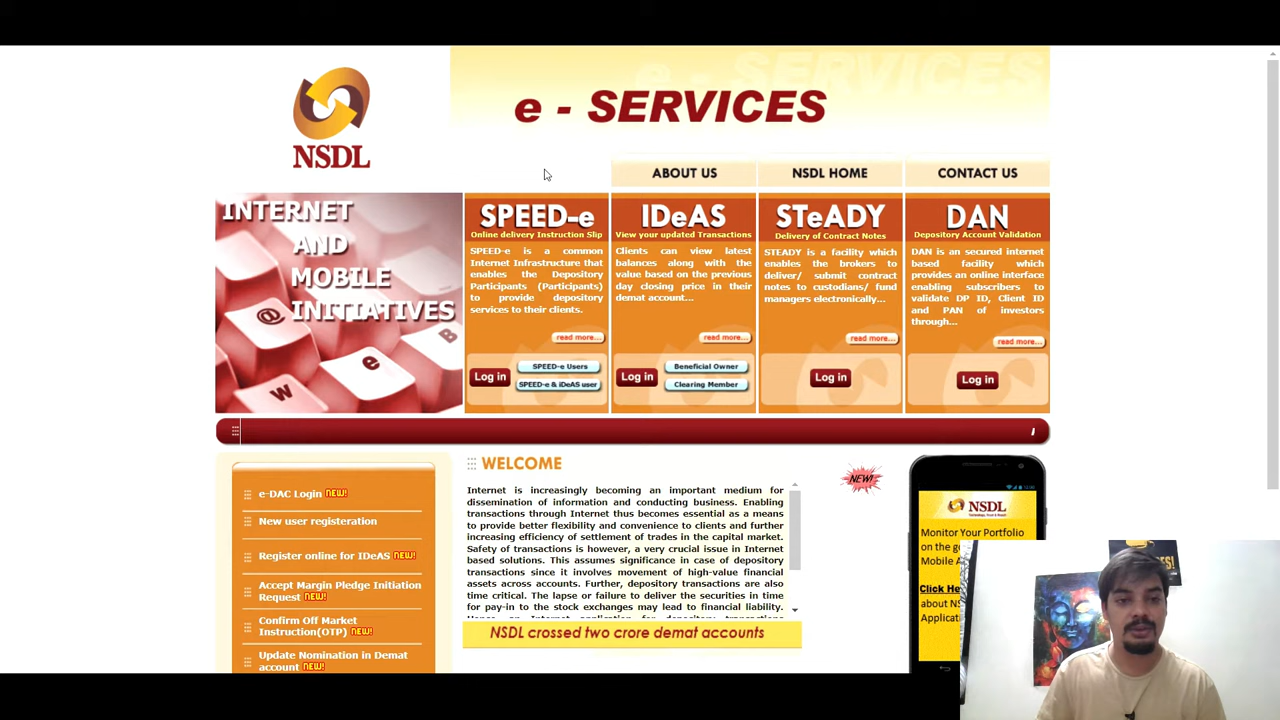 e - SERVICES
NSDL
ABOUT US
NSDL HOME
CONTACT US
INTERNET
AND
MOBILE
INITIATIVES
@
e
W
B
SPEED-e
Online delivery Instruction Slip
SPEED-e is a common
Internet Infrastructure that
enables the Depository
Participants (Participants)
to provide depository
services to their clients.
read more...
Log in
SPEED-e Users
SPEED-e & iDeAS user
IDeAS
View your updated Transactions
Clients can view latest
balances along with the
value based on the previous
day closing price in their
demat account...
read more...
Log in
Beneficial Owner
Clearing Member
STeADY
Delivery of Contract Notes
STEADY is a facility which
enables the brokers to
deliver/ submit contract
notes to custodians/ fund
managers electronically...
read more...
Log in
DAN
Depository Account Validation
DAN is an secured internet
based facility which
provides an online interface
enabling subscribers to
validate DP ID, Client ID
and PAN of investors
through...
read more...
Log in
e-DAC Login NEW!
New user registeration
Register online for IDeAS NEW!
Accept Margin Pledge Initiation
Request NEW!
Confirm Off Market
Instruction(OTP) NEW!
Update Nomination in Demat
account NEW!
WELCOME
Internet is increasingly becoming an important medium for
dissemination of information and conducting business. Enabling
transactions through Internet thus becomes essential as a means
to provide better flexibility and convenience to clients and further
increasing efficiency of settlement of trades in the capital market.
Safety of transactions is however, a very crucial issue in Internet
based solutions. This assumes significance in case of depository
transactions since it involves movement of high-value financial
assets across accounts. Further, depository transactions are also
time critical. The lapse or failure to deliver the securities in time
for pay-in to the stock exchanges may lead to financial liability.
NSDL crossed two crore demat accounts
NEW!
NSDL
Technology, Trust & Reach
Monitor Your Portfolio
on the g
Mobile A
Click He
about NS
Applicat